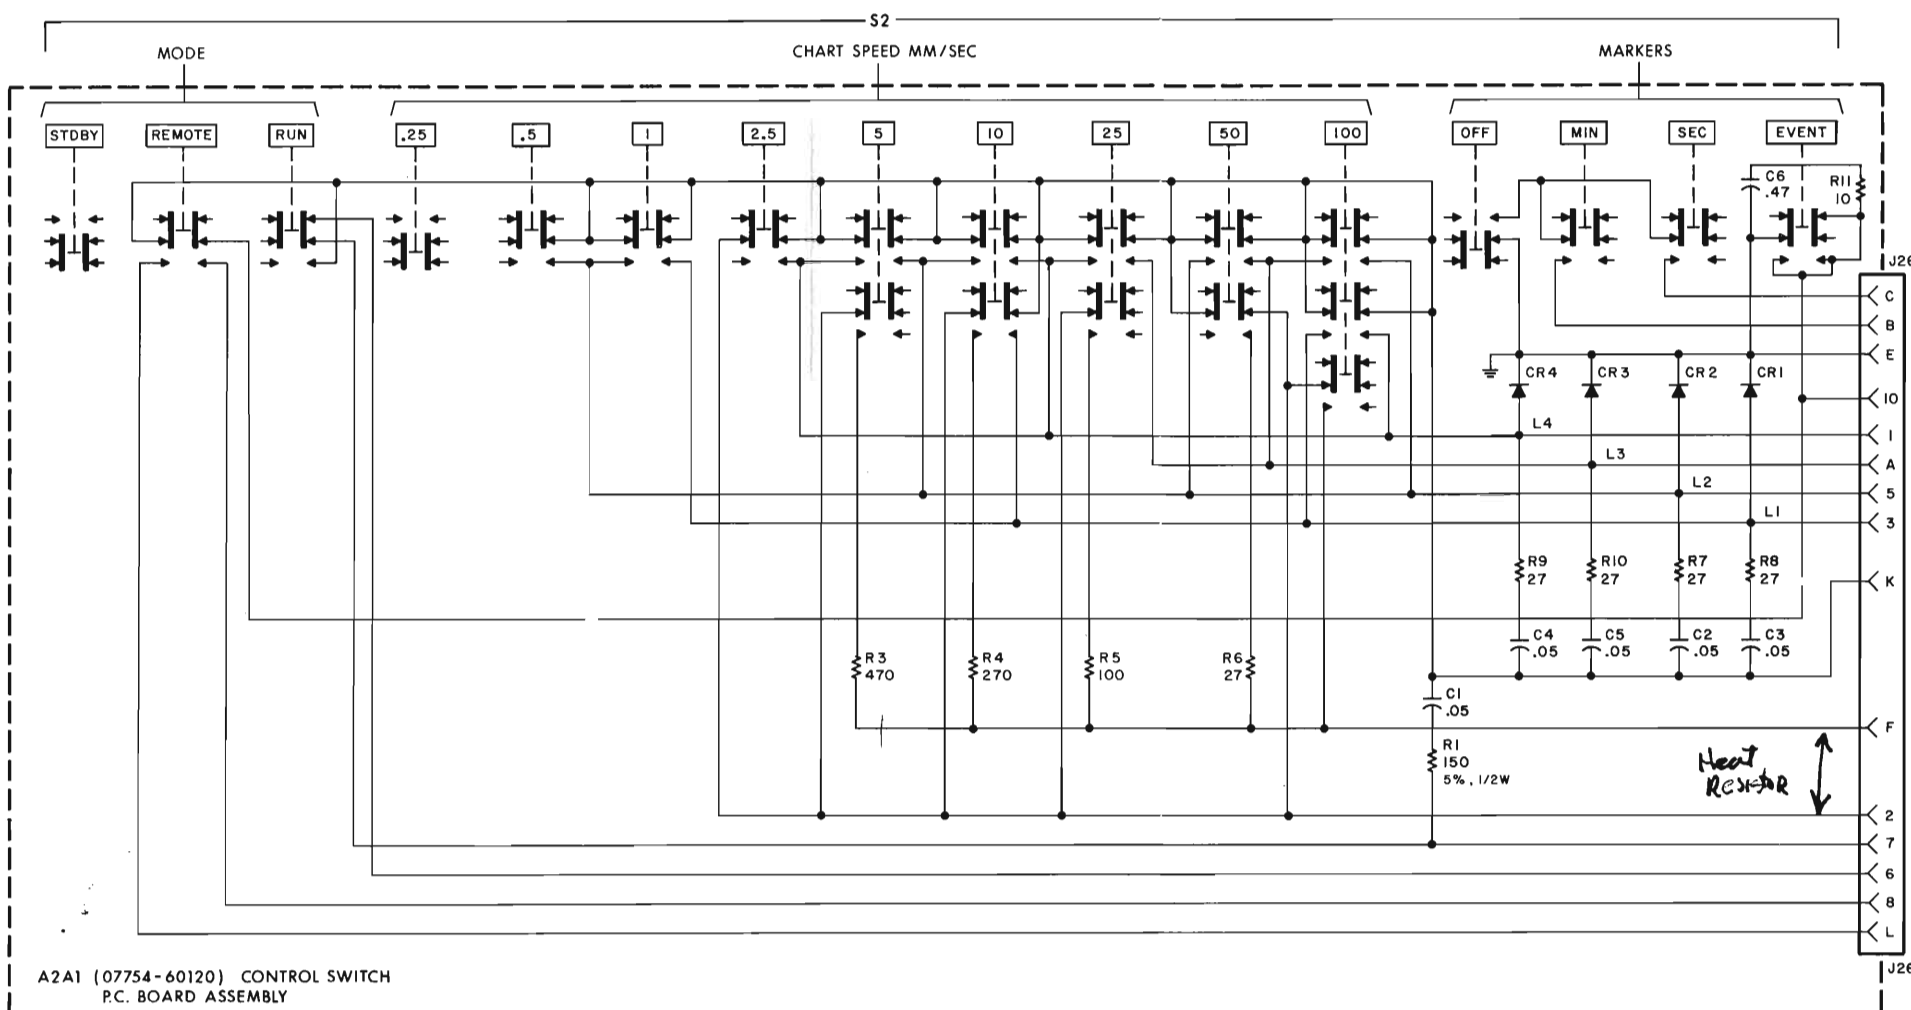 S2
MODE
CHART SPEED MM/SEC
MARKERS
STDBY
REMOTE
RUN
.25
.5
1
2.5
5
10
25
50
100
OFF
MIN
SEC
EVENT
C6
.47
R11
10
J26
C
B
E
CR4
CR3
CR2
CR1
10
L4
1
L3
A
L2
5
L1
3
R9
27
R10
27
R7
27
R8
27
K
C4
.05
C5
.05
C2
.05
C3
.05
R3
470
R4
270
R5
100
R6
27
C1
.05
F
R1
150
5%, 1/2W
Heat
RESISTOR
2
7
6
8
L
A2A1 (07754-60120) CONTROL SWITCH
P.C. BOARD ASSEMBLY
J26